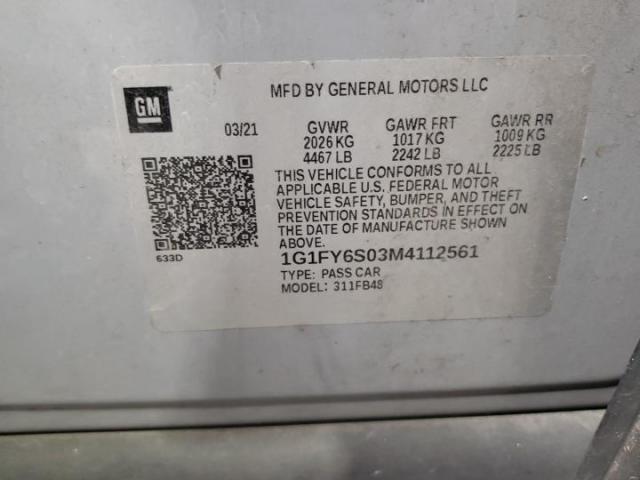 GM
MFD BY GENERAL MOTORS LLC
03/21 GVWR GAWR FRT GAWR RR
2026 KG 1017 KG 1009 KG
4467 LB 2242 LB 2225 LB
THIS VEHICLE CONFORMS TO ALL
APPLICABLE U.S. FEDERAL MOTOR
VEHICLE SAFETY, BUMPER, AND THEFT
PREVENTION STANDARDS IN EFFECT ON
THE DATE OF MANUFACTURE SHOWN
ABOVE.
633D
1G1FY6S03M4112561
TYPE: PASS CAR
MODEL: 311FB48